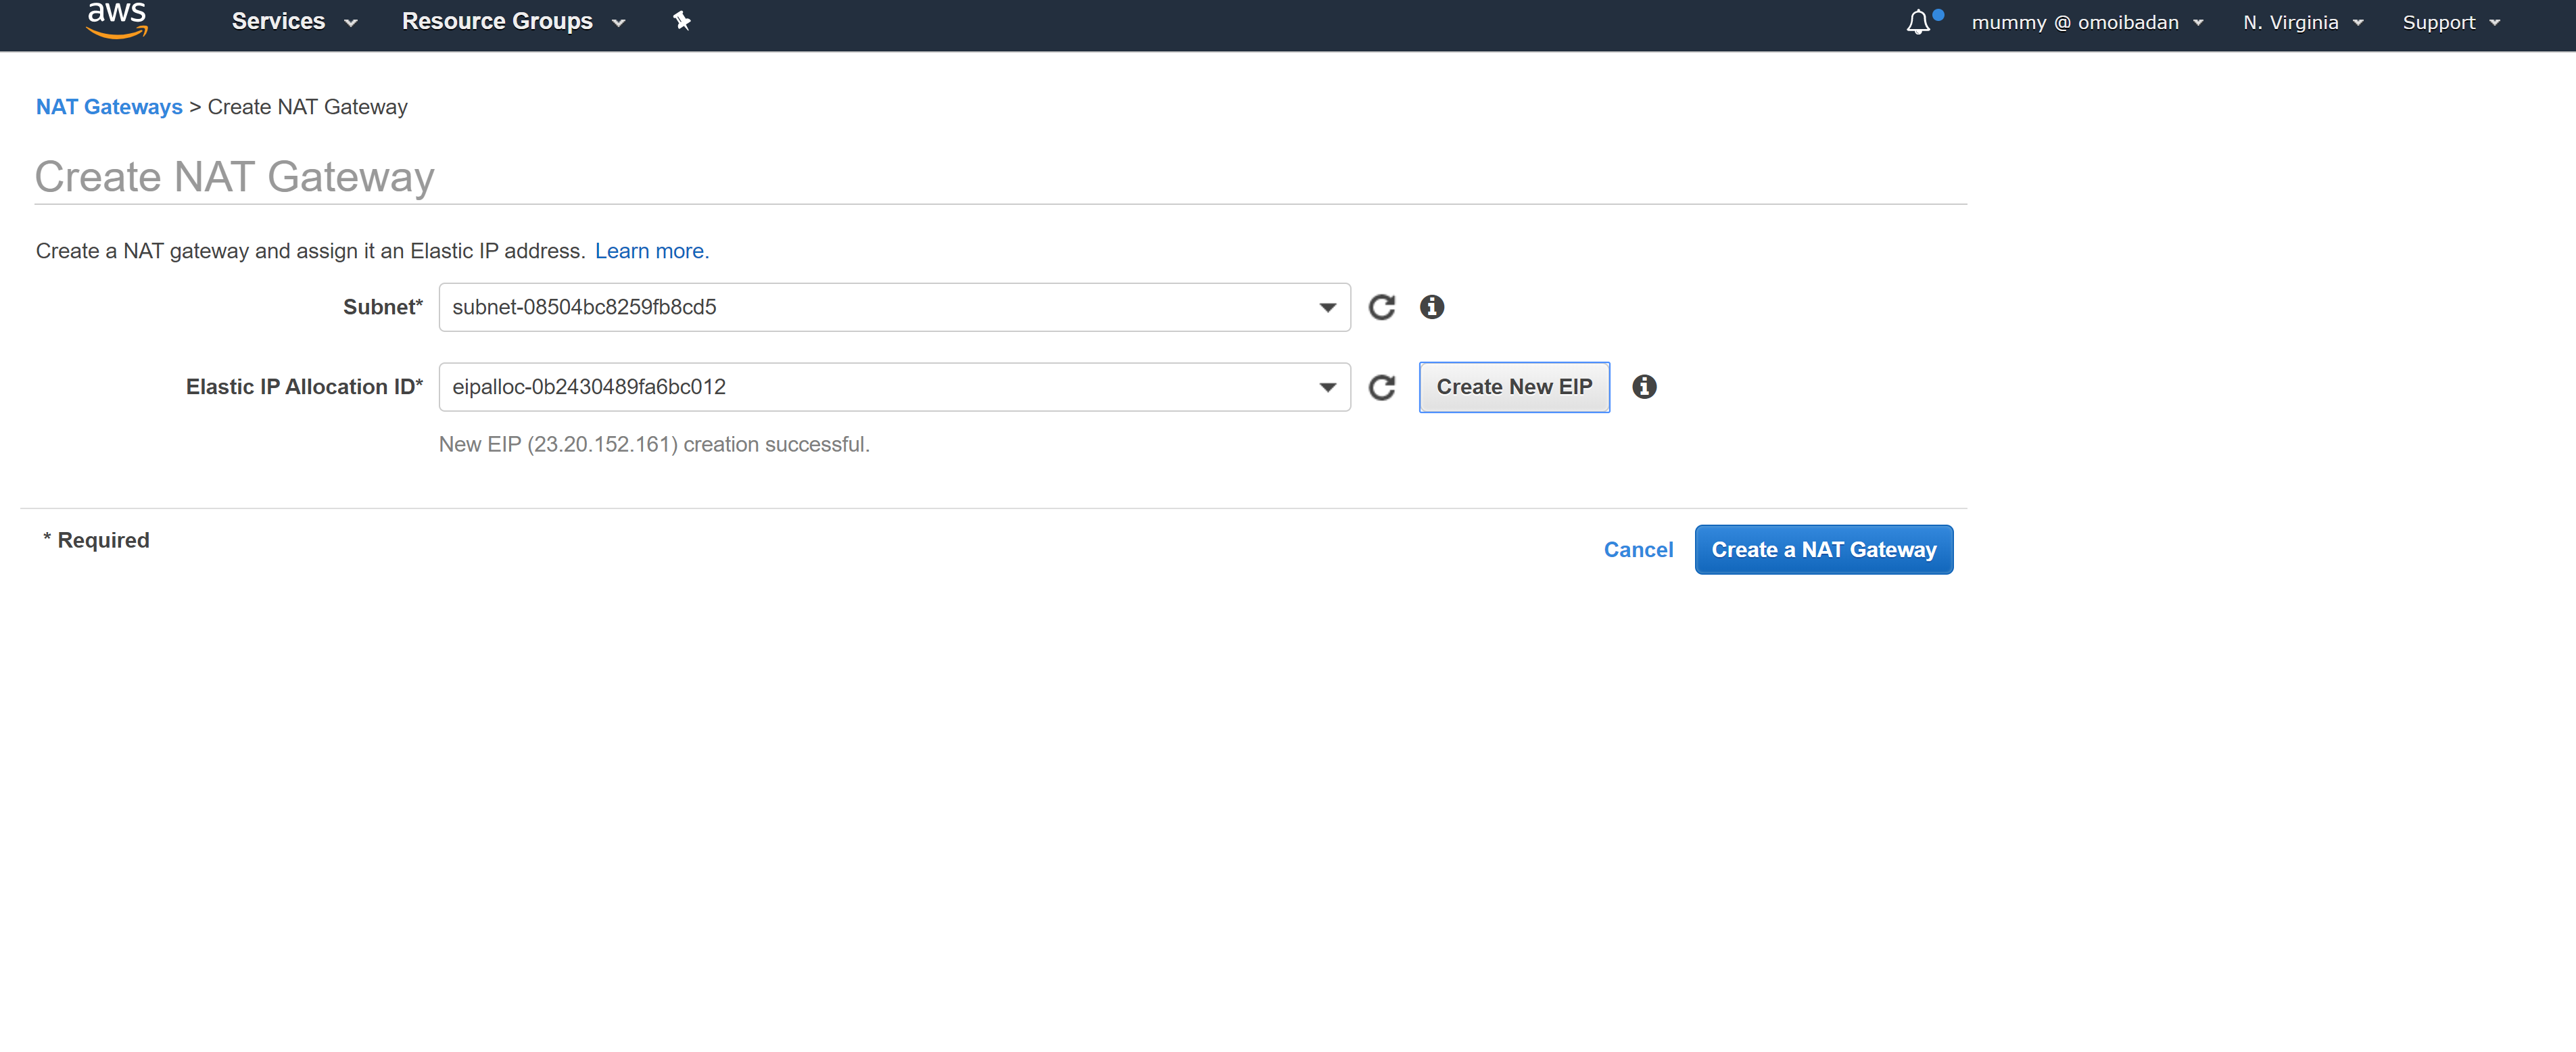 aws Services Resource Groups mummy @ omoibadan N. Virginia Support
NAT Gateways > Create NAT Gateway
Create NAT Gateway
Create a NAT gateway and assign it an Elastic IP address. Learn more.
Subnet* subnet-08504bc8259fb8cd5
Elastic IP Allocation ID* eipalloc-0b2430489fa6bc012 Create New EIP
New EIP (23.20.152.161) creation successful.
* Required Cancel Create a NAT Gateway